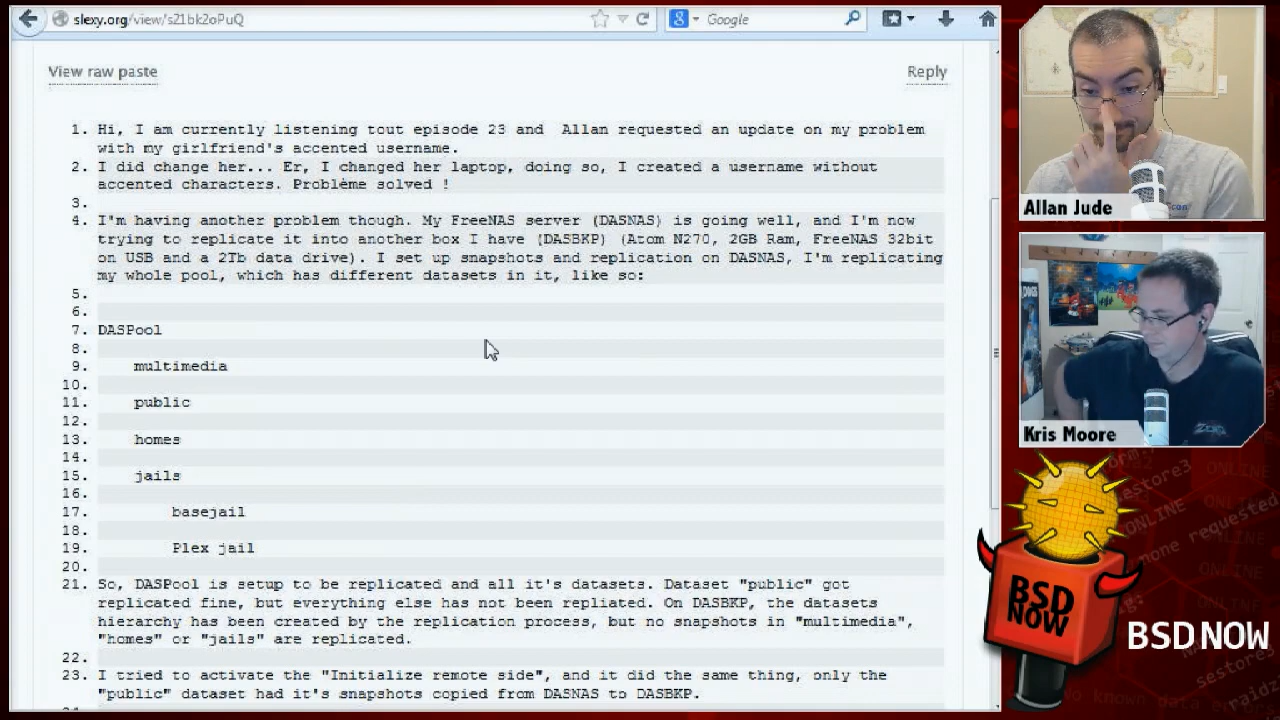 slexy.org/view/s21bk2oPuQ
Google
View raw paste
Reply
1. Hi, I am currently listening tout episode 23 and  Allan requested an update on my problem
with my girlfriend's accented username.
2. I did change her... Er, I changed her laptop, doing so, I created a username without
accented characters. Problème solved !
3.
4. I'm having another problem though. My FreeNAS server (DASNAS) is going well, and I'm now
trying to replicate it into another box I have (DASBKP) (Atom N270, 2GB Ram, FreeNAS 32bit
on USB and a 2Tb data drive). I set up snapshots and replication on DASNAS, I'm replicating
my whole pool, which has different datasets in it, like so:
5.
6.
7. DASPool
8.
9. multimedia
10.
11. public
12.
13. homes
14.
15. jails
16.
17. basejail
18.
19. Plex jail
20.
21. So, DASPool is setup to be replicated and all it's datasets. Dataset "public" got
replicated fine, but everything else has not been repliated. On DASBKP, the datasets
hierarchy has been created by the replication process, but no snapshots in "multimedia",
"homes" or "jails" are replicated.
22.
23. I tried to activate the "Initialize remote side", and it did the same thing, only the
"public" dataset had it's snapshots copied from DASNAS to DASBKP.
Allan Jude
Kris Moore
BSD
NOW
BSD NOW